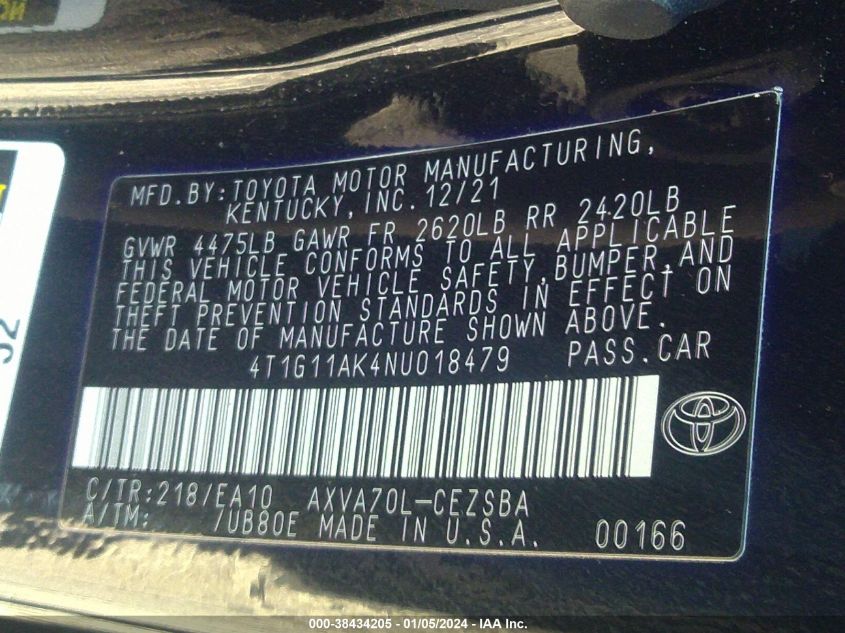 MFD.BY:TOYOTA MOTOR MANUFACTURING,
KENTUCKY, INC. 12/21
GVWR 4475LB GAWR FR 2620LB RR 2420LB
THIS VEHICLE CONFORMS TO ALL APPLICABLE
FEDERAL MOTOR VEHICLE SAFETY,BUMPER,AND
THEFT PREVENTION STANDARDS IN EFFECT ON
THE DATE OF MANUFACTURE SHOWN ABOVE.
4T1G11AK4NU018479 PASS.CAR
C/TR:218/EA10 AXVA70L-CEZSBA
A/TM: /UB80E MADE IN U.S.A. 00166
000-38434205 - 01/05/2024 - IAA Inc.